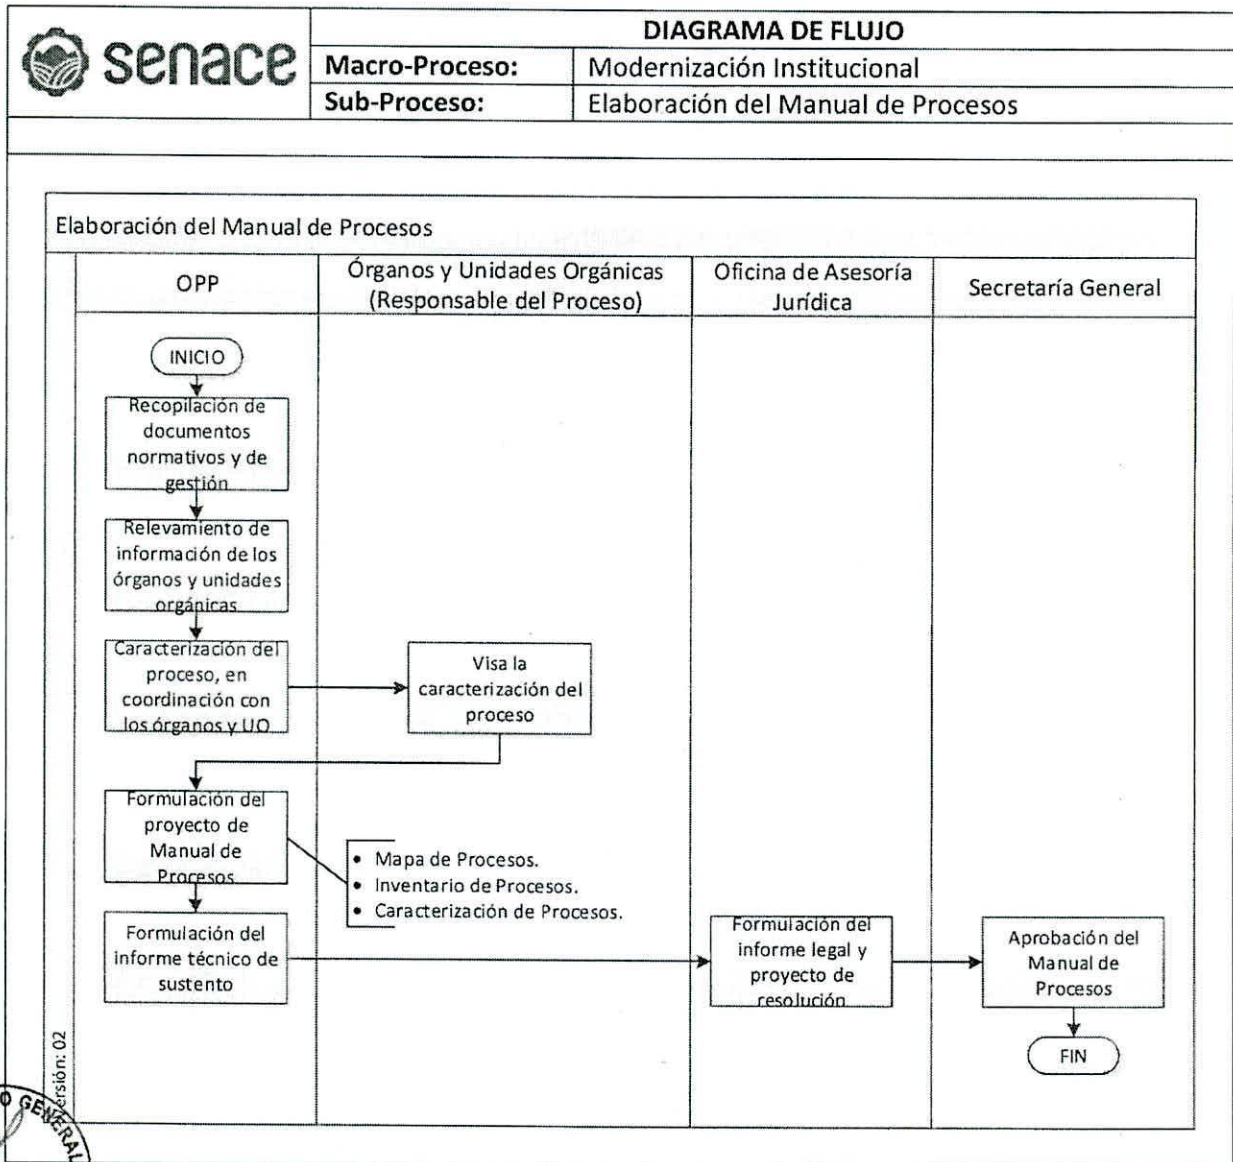 senace
DIAGRAMA DE FLUJO
Macro-Proceso:
Modernización Institucional
Sub-Proceso:
Elaboración del Manual de Procesos
Elaboración del Manual de Procesos
OPP
Órganos y Unidades Orgánicas
(Responsable del Proceso)
Oficina de Asesoría
Jurídica
Secretaría General
INICIO
Recopilación de
documentos
normativos y de
gestión
Relevamiento de
información de los
órganos y unidades
orgánicas
Caracterización del
proceso, en
coordinación con
los órganos y UO
Visa la
caracterización del
proceso
Formulación del
proyecto de
Manual de
Procesos
• Mapa de Procesos.
• Inventario de Procesos.
• Caracterización de Procesos.
Formulación del
informe técnico de
sustento
Formulación del
informe legal y
proyecto de
resolución
Aprobación del
Manual de
Procesos
FIN
ersión: 02
O GENERAL